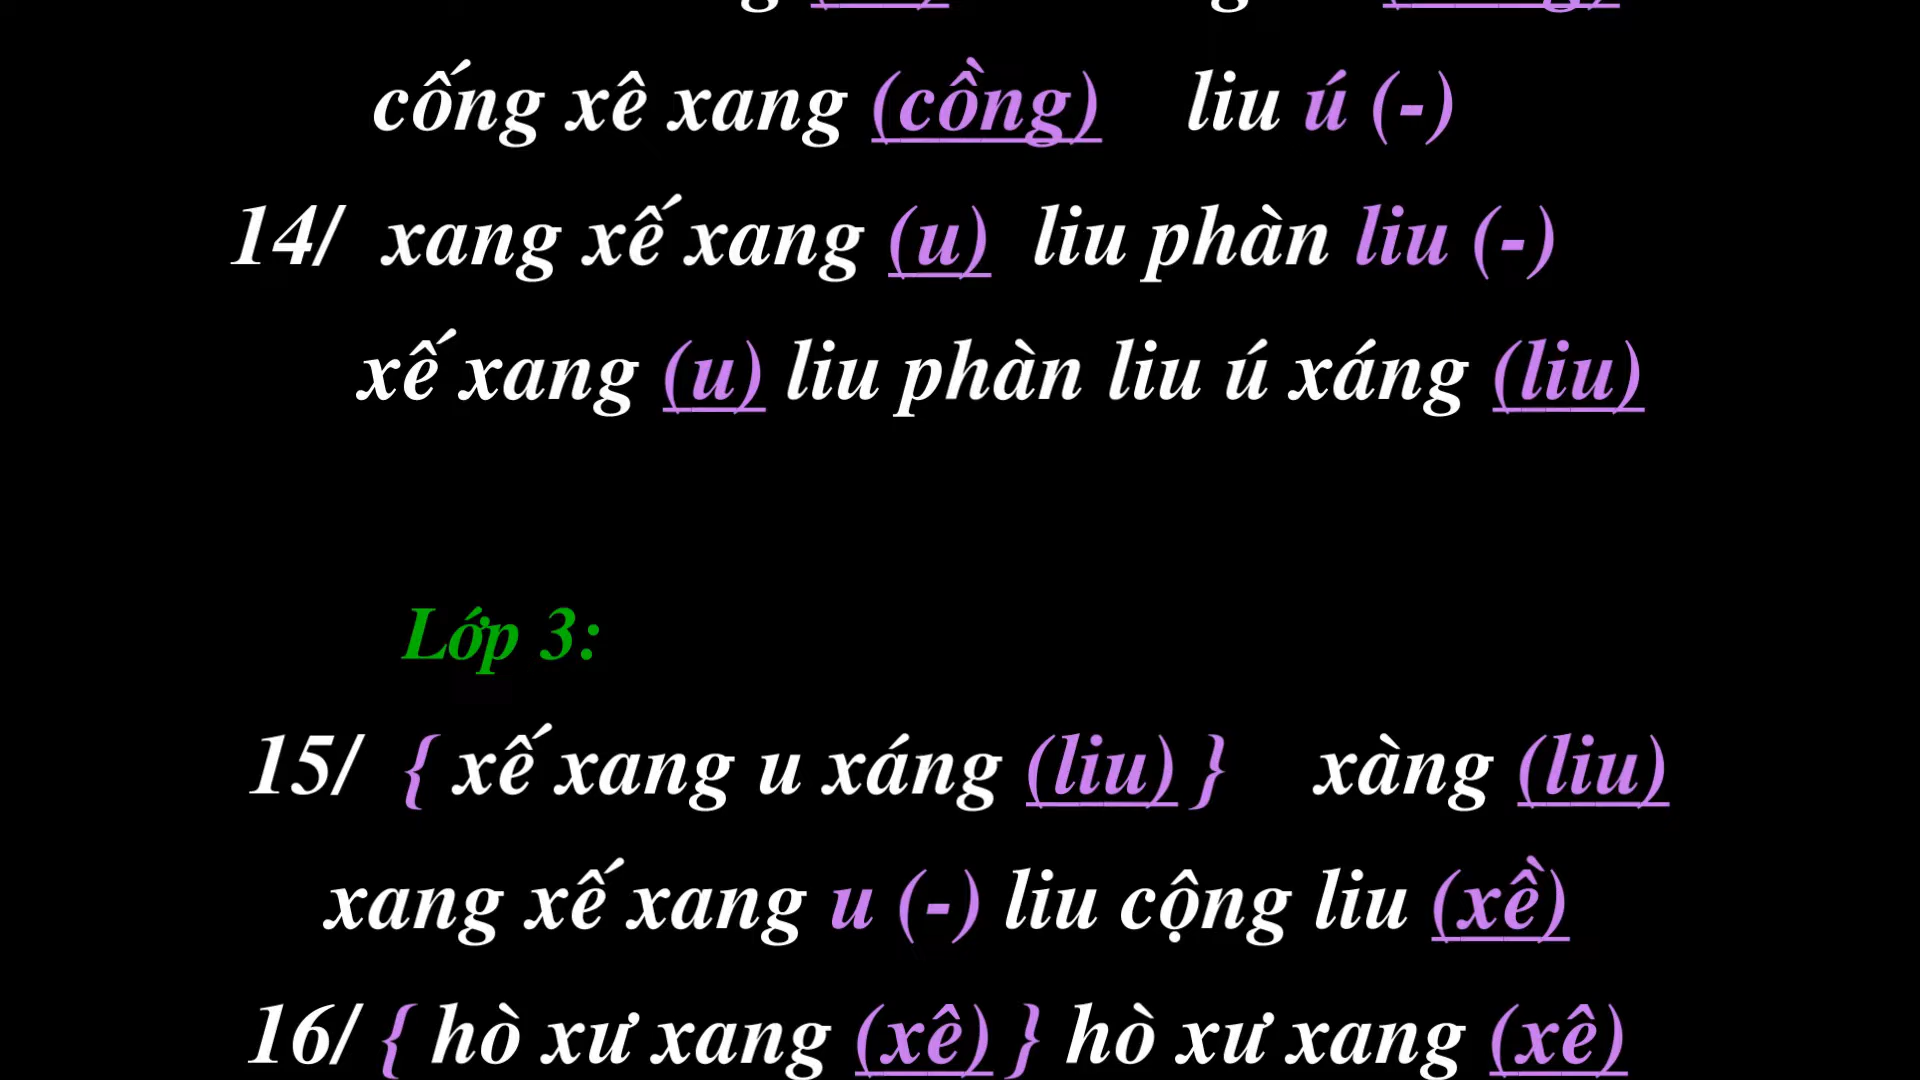 cống xê xang (cồng) liu ú (-)
14/ xang xế xang (u) liu phàn liu (-)
xế xang (u) liu phàn liu ú xáng (liu)
Lớp 3:
15/ { xế xang u xáng (liu) } xàng (liu)
xang xế xang u (-) liu cộng liu (xề)
16/ { hò xư xang (xê) } hò xư xang (xê)